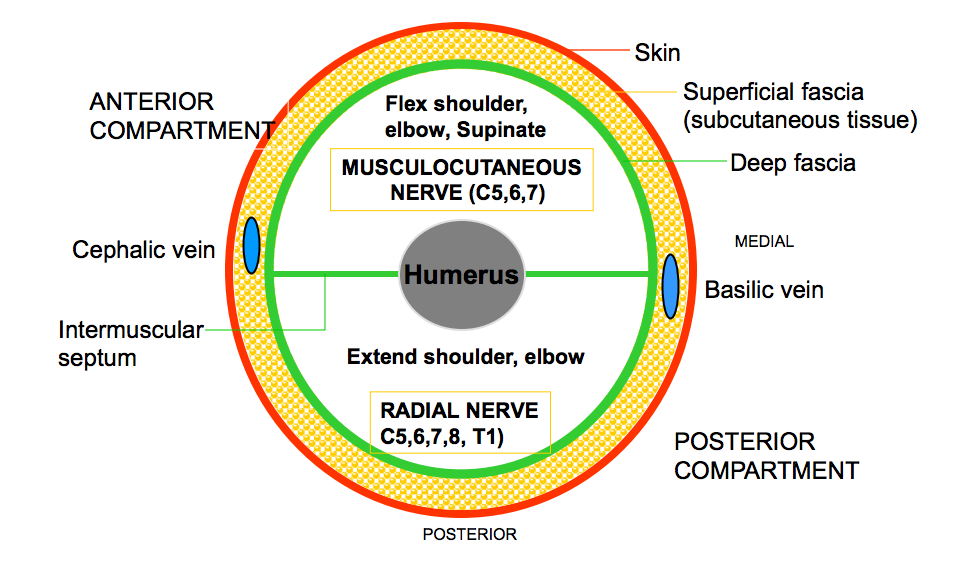 Skin
ANTERIOR
COMPARTMENT
Superficial fascia
(subcutaneous tissue)
Flex shoulder,
elbow, Supinate
Deep fascia
MUSCULOCUTANEOUS
NERVE (C5,6,7)
MEDIAL
Cephalic vein
Humerus
Basilic vein
Intermuscular
septum
Extend shoulder, elbow
RADIAL NERVE
C5,6,7,8, T1)
POSTERIOR
COMPARTMENT
POSTERIOR